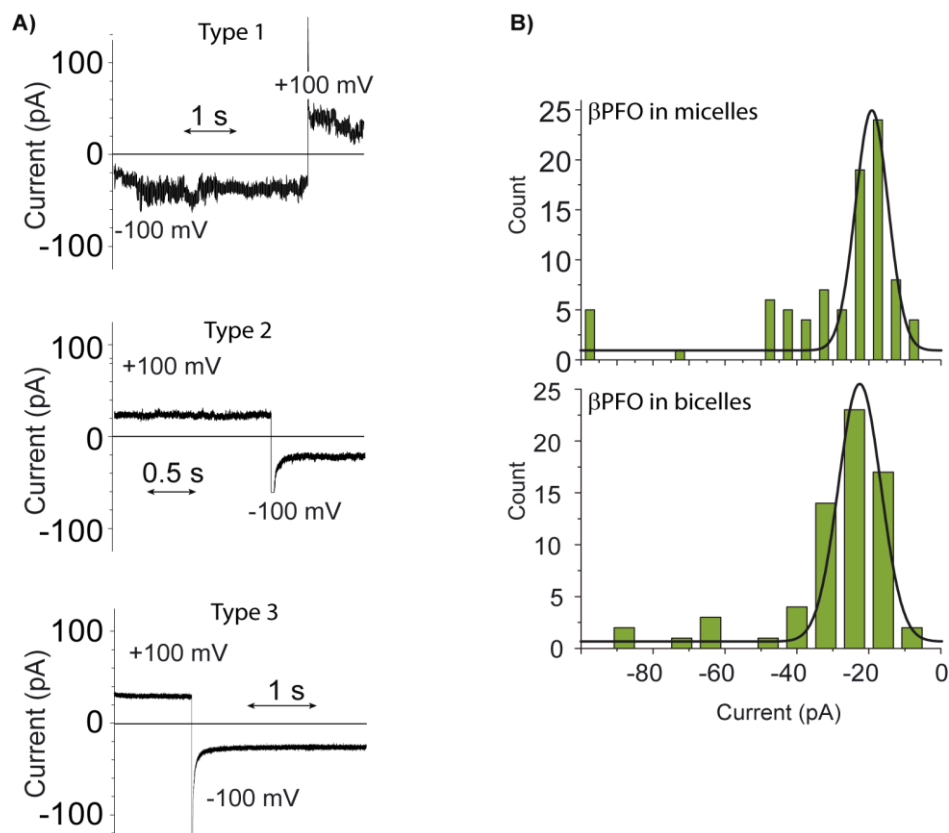 A)
Type 1
100
0
-100
Current (pA)
+100 mV
1 s
-100 mV
Type 2
100
0
-100
Current (pA)
+100 mV
0.5 s
-100 mV
Type 3
100
0
-100
Current (pA)
+100 mV
1 s
-100 mV
B)
βPFO in micelles
25
20
15
10
5
0
Count
βPFO in bicelles
25
20
15
10
5
0
Count
-80 -60 -40 -20 0
Current (pA)